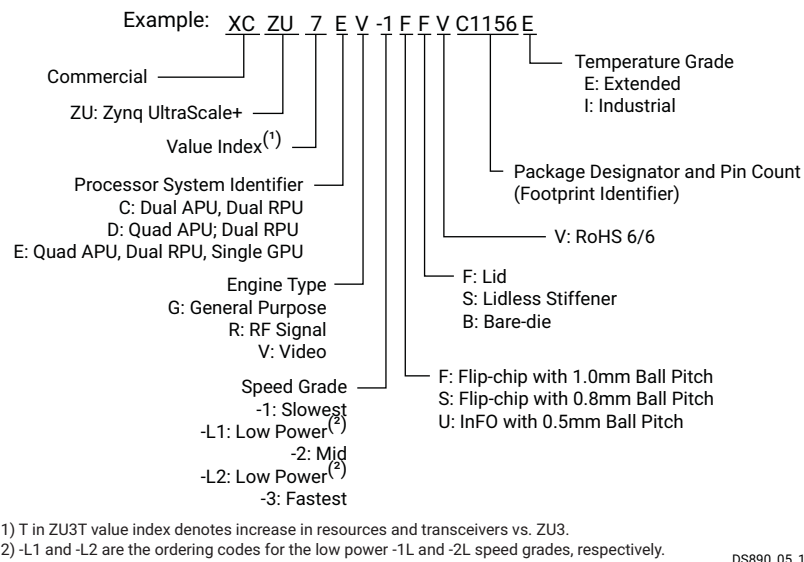 Example: XC ZU 7 E V -1 F F V C1156 E
Temperature Grade
E: Extended
I: Industrial
Commercial
ZU: Zynq UltraScale+
Value Index(1)
Package Designator and Pin Count
(Footprint Identifier)
Processor System Identifier
C: Dual APU, Dual RPU
D: Quad APU; Dual RPU
E: Quad APU, Dual RPU, Single GPU
V: RoHS 6/6
Engine Type
G: General Purpose
R: RF Signal
V: Video
F: Lid
S: Lidless Stiffener
B: Bare-die
Speed Grade
-1: Slowest
-L1: Low Power(2)
-2: Mid
-L2: Low Power(2)
-3: Fastest
F: Flip-chip with 1.0mm Ball Pitch
S: Flip-chip with 0.8mm Ball Pitch
U: InFO with 0.5mm Ball Pitch
1) T in ZU3T value index denotes increase in resources and transceivers vs. ZU3.
2) -L1 and -L2 are the ordering codes for the low power -1L and -2L speed grades, respectively.